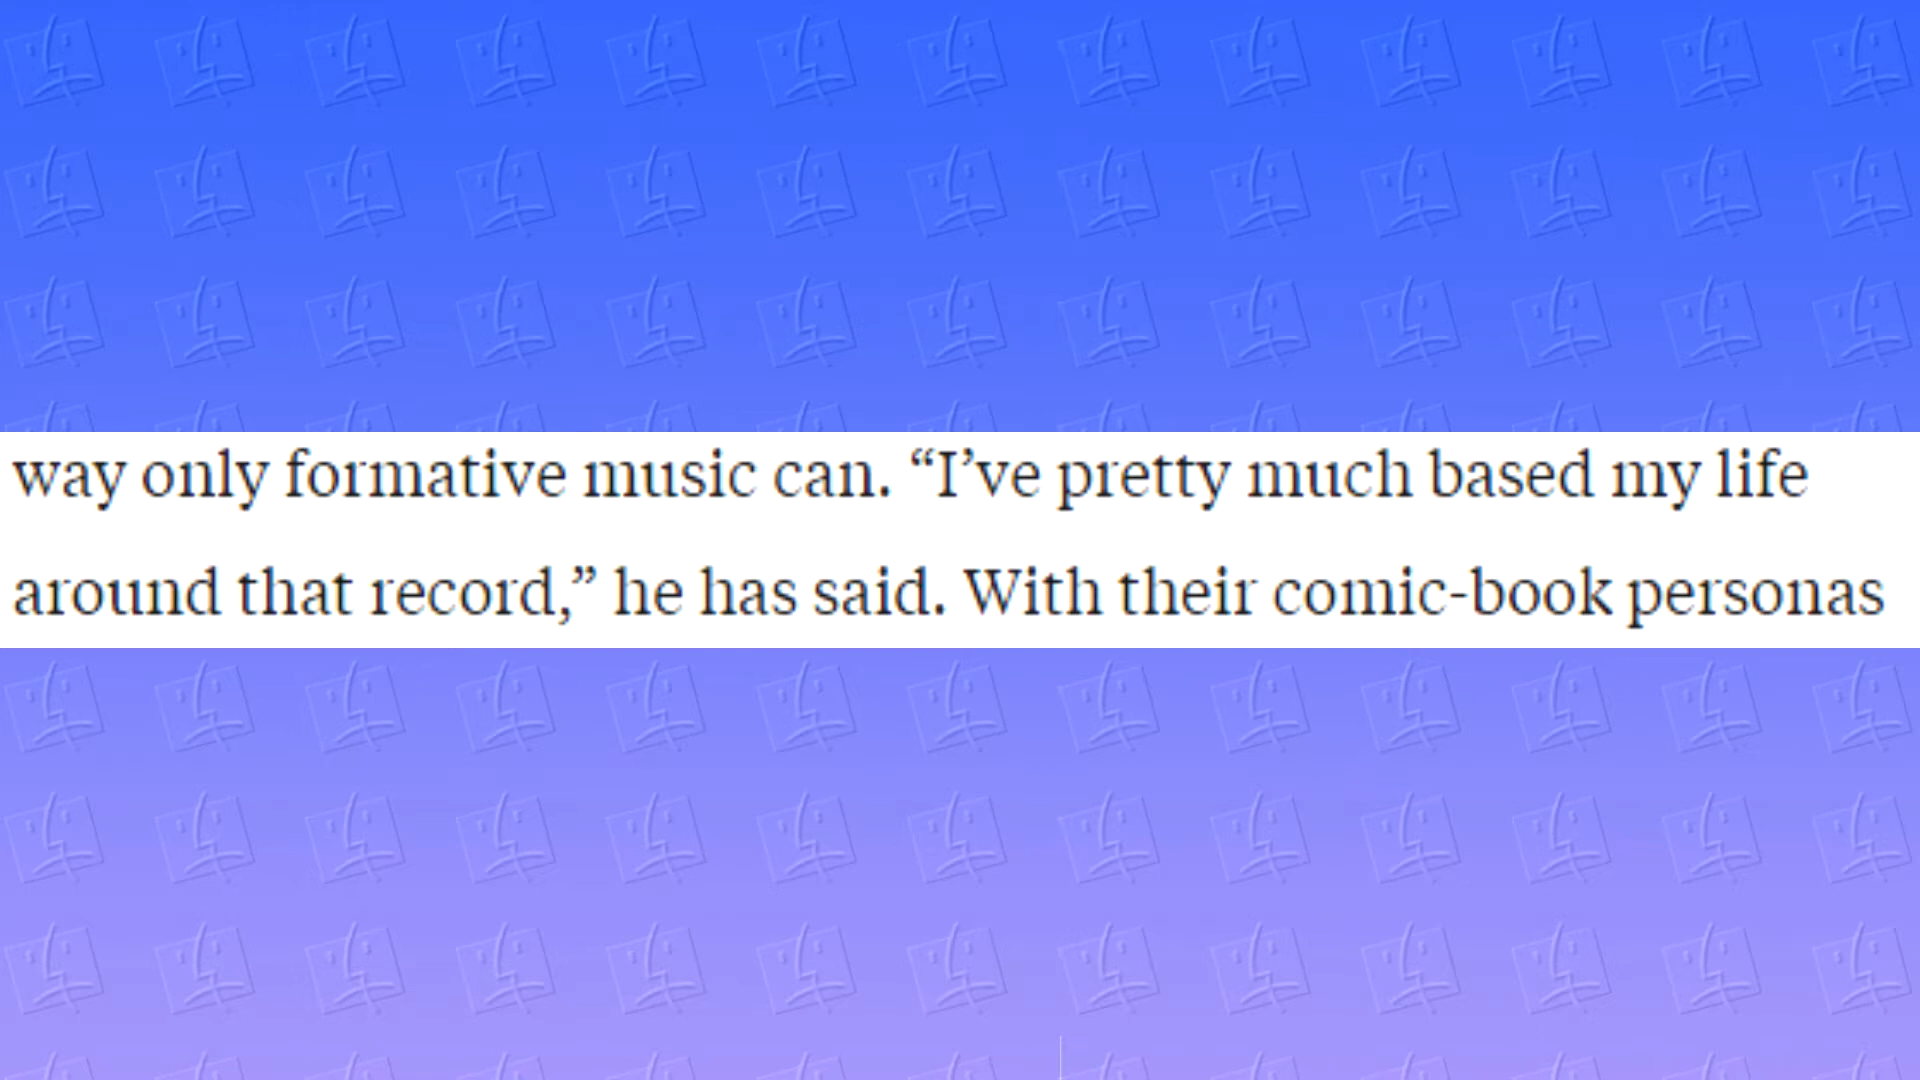 way only formative music can. “I’ve pretty much based my life
around that record,” he has said. With their comic-book personas